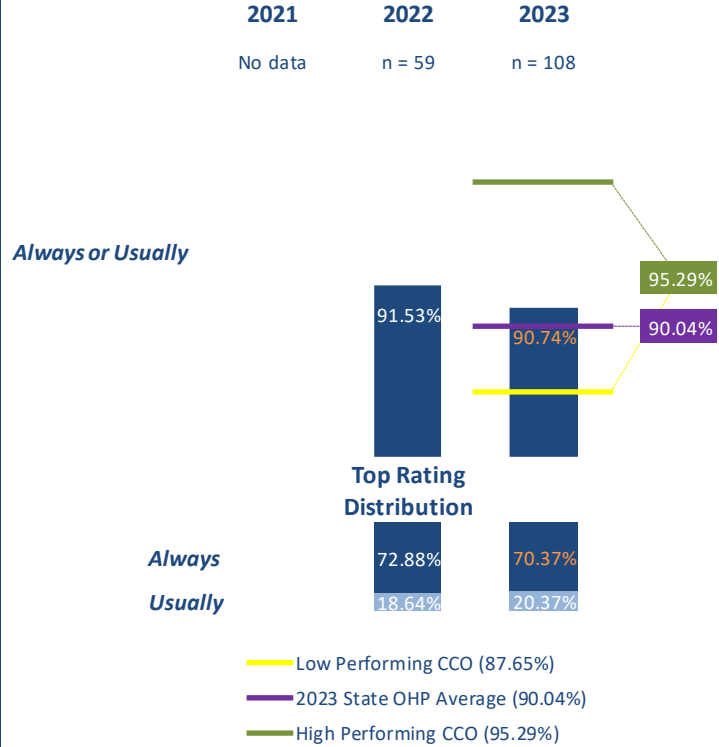 2021 2022 2023
No data n = 59 n = 108
Always or Usually
95.29%
91.53%
90.04%
90.74%
Top Rating
Distribution
Always 72.88% 70.37%
Usually 18.64% 20.37%
Low Performing CCO (87.65%)
2023 State OHP Average (90.04%)
High Performing CCO (95.29%)